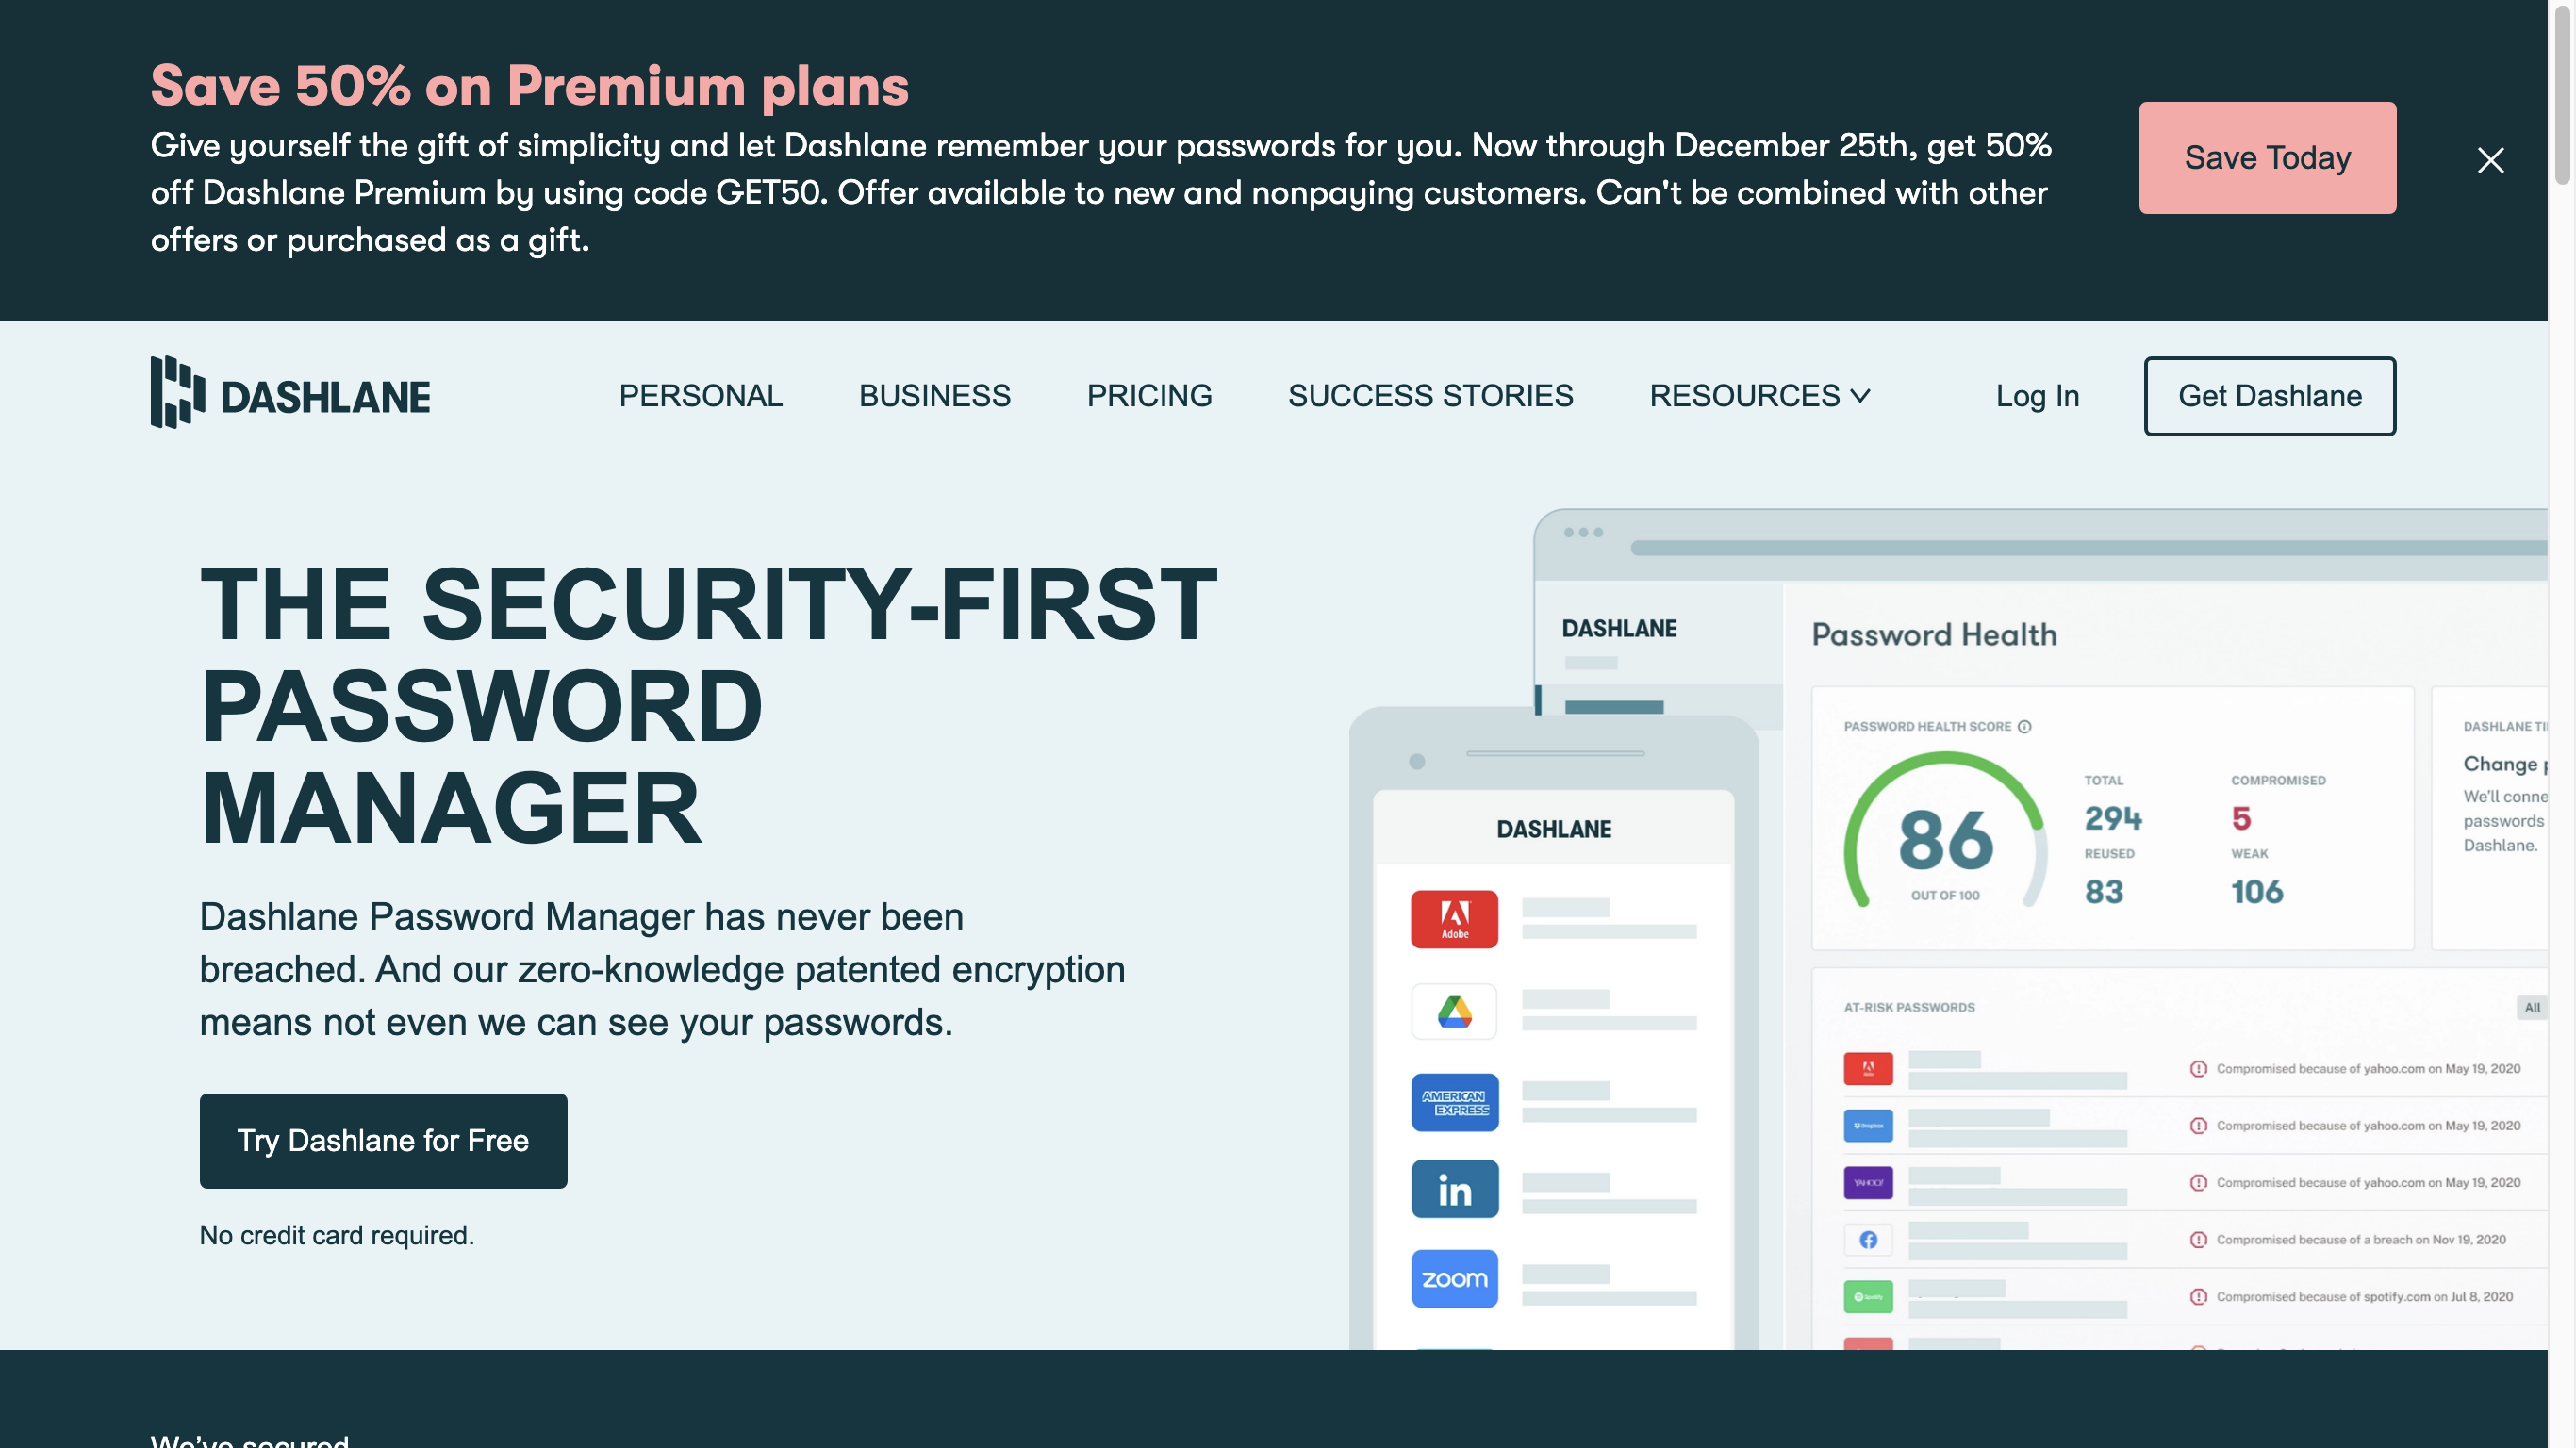 Save 50% on Premium plans
Give yourself the gift of simplicity and let Dashlane remember your passwords for you. Now through December 25th, get 50%
off Dashlane Premium by using code GET50. Offer available to new and nonpaying customers. Can't be combined with other
offers or purchased as a gift.
Save Today
DASHLANE
PERSONAL
BUSINESS
PRICING
SUCCESS STORIES
RESOURCES
Log In
Get Dashlane
THE SECURITY-FIRST
PASSWORD
MANAGER
Dashlane Password Manager has never been
breached. And our zero-knowledge patented encryption
means not even we can see your passwords.
Try Dashlane for Free
No credit card required.
DASHLANE
Adobe
AMERICAN
EXPRESS
in
zoom
DASHLANE
Password Health
PASSWORD HEALTH SCORE
86
OUT OF 100
TOTAL
294
COMPROMISED
5
REUSED
83
WEAK
106
DASHLANE
Change
We'll
passwords
Dashlane.
AT-RISK PASSWORDS
All
Compromised because of yahoo.com on May 19, 2020
Dropbox
Compromised because of yahoo.com on May 19, 2020
YAHOO!
Compromised because of yahoo.com on May 19, 2020
Compromised because of a breach on Nov 19, 2020
Spotify
Compromised because of spotify.com on Jul 8, 2020
We've secured